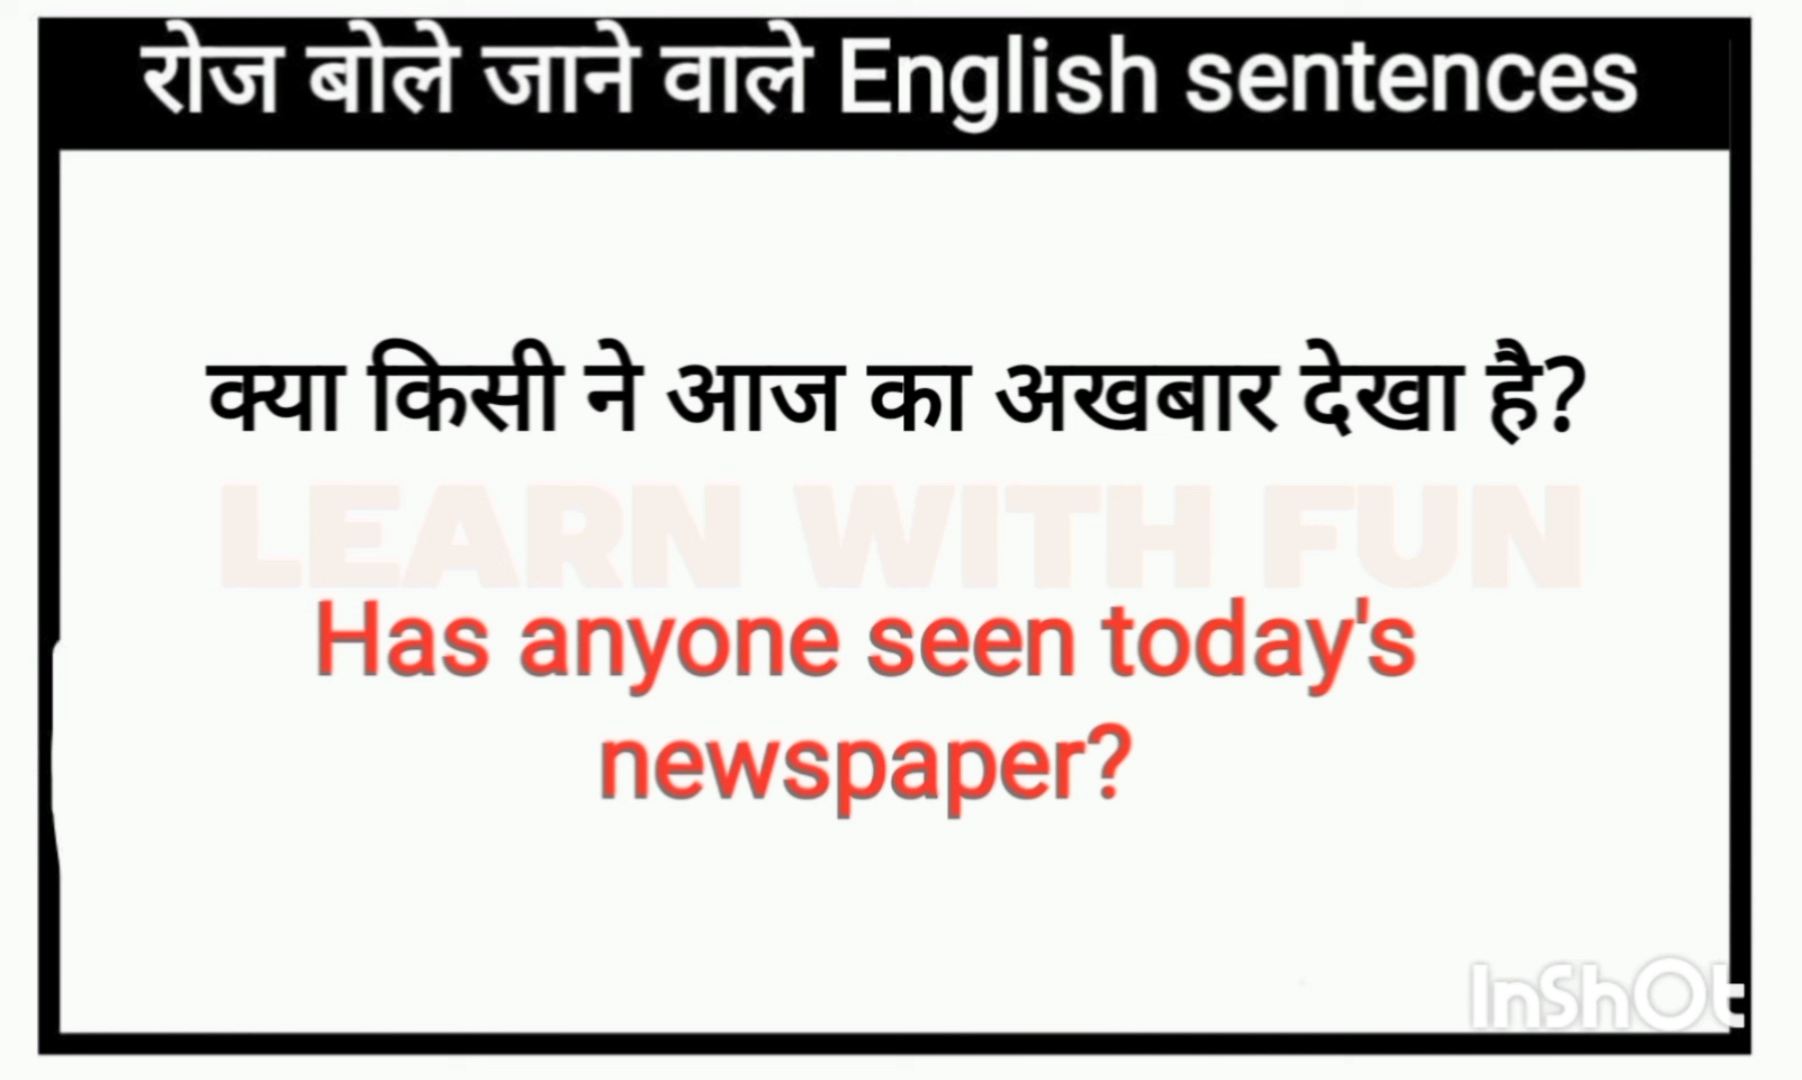 रोज बोले जाने वाले English sentences
क्या किसी ने आज का अखबार देखा है?
LEARN WITH FUN
Has anyone seen today's
newspaper?
InShOt